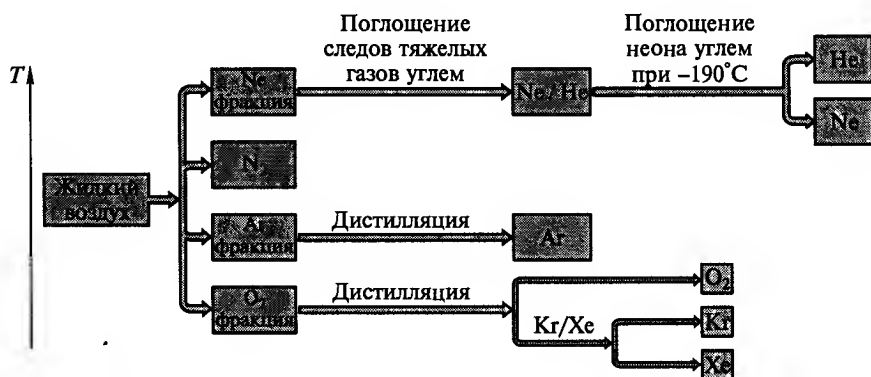 T
Жидкий
воздух
Ne
фракция
Поглощение
следов тяжелых
газов углем
Ne / He
Поглощение
неона углем
при −190°C
He
Ne
N₂
Ar
фракция
Дистилляция
Ar
O₂
фракция
Дистилляция
O₂
Kr/Xe
Kr
Xe